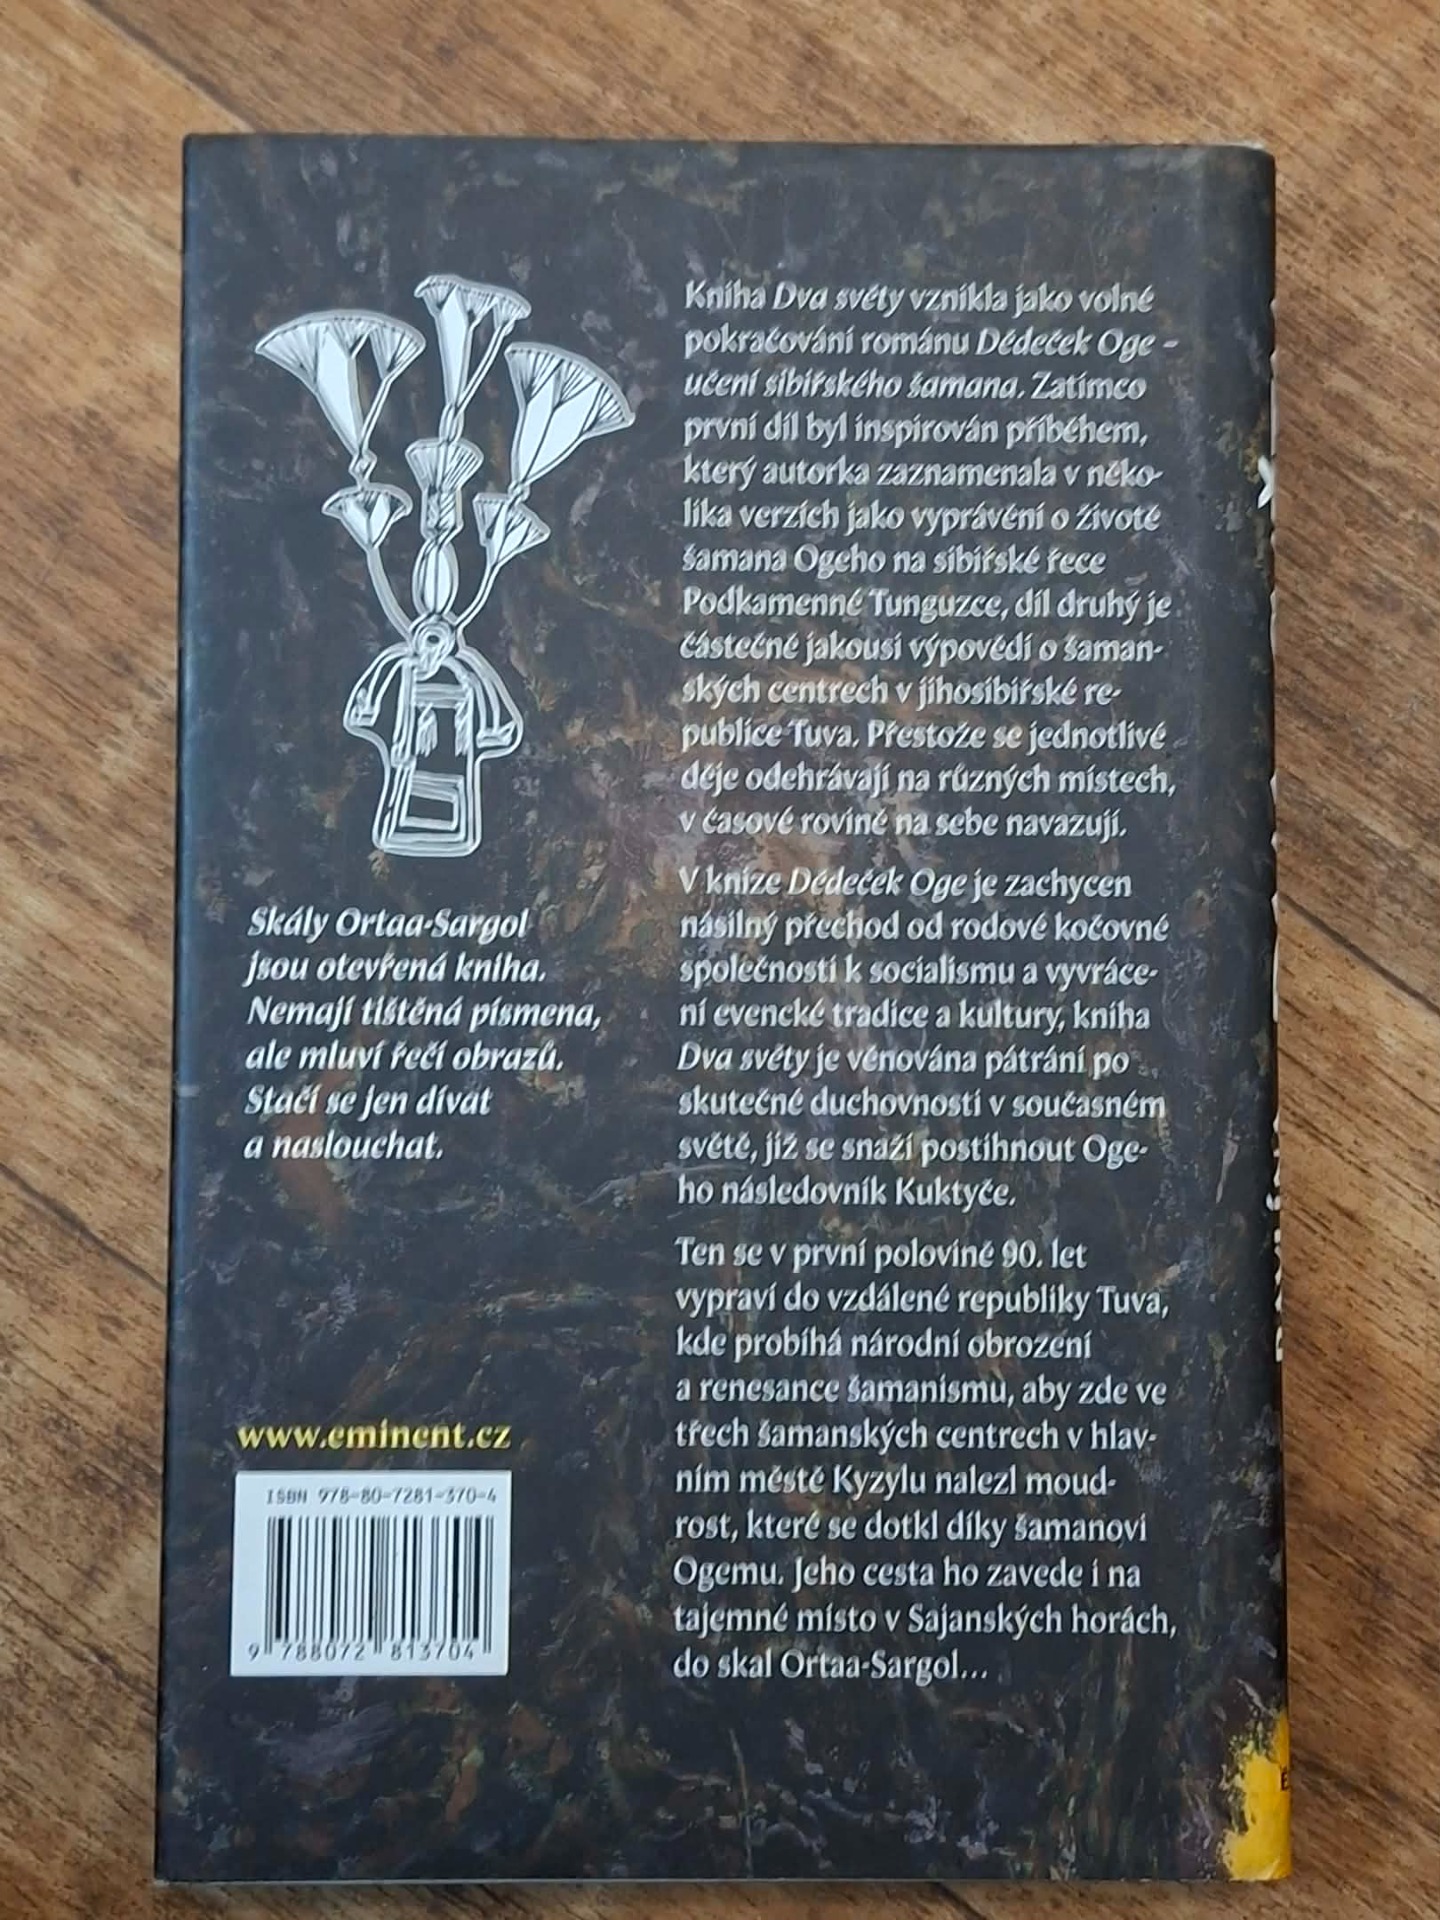 Kniha Dva světy vznikla jako volné
pokračování románu Dědeček Oge –
učení sibiřského šamana. Zatímco
první díl byl inspirován příběhem,
který autorka zaznamenala v něko-
lika verzích jako vyprávění o životě
šamana Ogeho na sibiřské řece
Podkamenné Tunguzce, díl druhý je
částečně jakousi výpovědí o šaman-
ských centrech v jihosibiřské re-
publice Tuva. Přestože se jednotlivé
děje odehrávají na různých místech,
v časové rovině na sebe navazují.
V knize Dědeček Oge je zachycen
násilný přechod od rodové kočovné
společnosti k socialismu a vyvráce-
ní evencké tradice a kultury, kniha
Dva světy je věnována pátrání po
skutečné duchovnosti v současném
světě, již se snaží postihnout Oge-
ho následovník Kuktyče.
Ten se v první polovině 90. let
vypraví do vzdálené republiky Tuva,
kde probíhá národní obrození
a renesance šamanismu, aby zde ve
třech šamanských centrech v hlav-
ním městě Kyzylu nalezl moud-
rost, které se dotkl díky šamanovi
Ogemu. Jeho cesta ho zavede i na
tajemné místo v Sajanských horách,
do skal Ortaa-Sargol...
Skály Ortaa-Sargol
jsou otevřená kniha.
Nemají tištěná písmena,
ale mluví řečí obrazů.
Stačí se jen dívat
a naslouchat.
www.eminent.cz
ISBN 978-80-7281-370-4
9 788072 813704